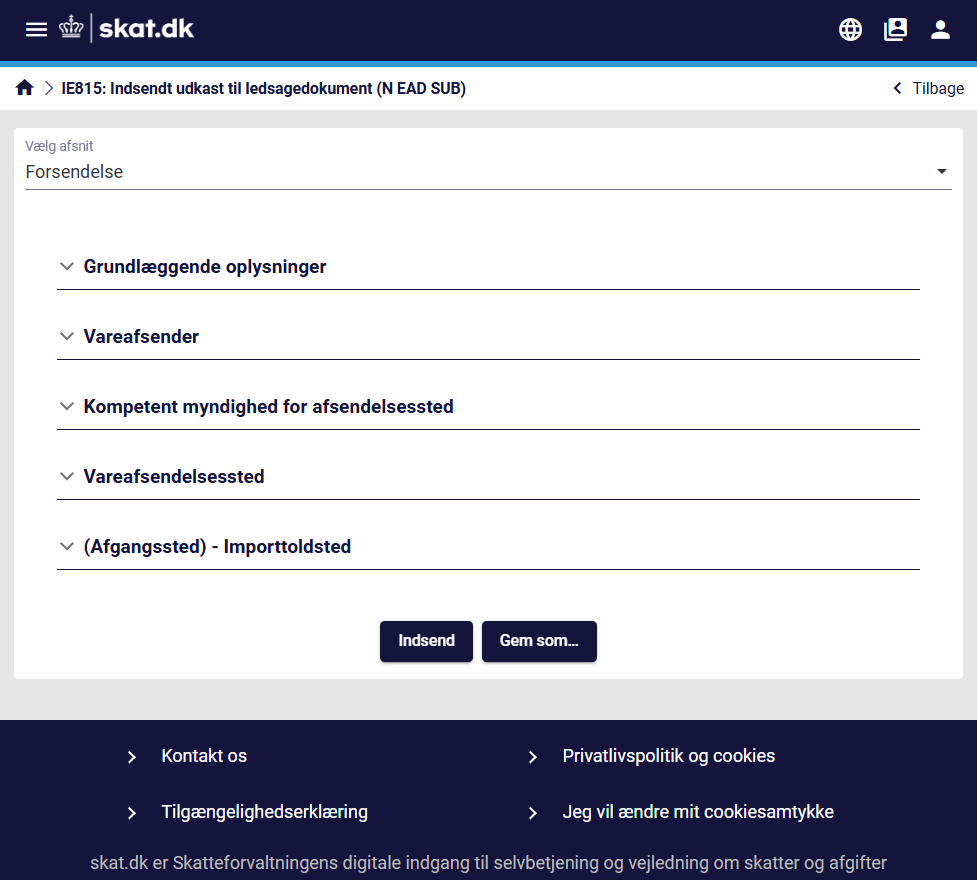 skat.dk
IE815: Indsendt udkast til ledsagedokument (N EAD SUB)
Tilbage
Vælg afsnit
Forsendelse
Grundlæggende oplysninger
Vareafsender
Kompetent myndighed for afsendelsessted
Vareafsendelsessted
(Afgangssted) - Importtoldsted
Indsend
Gem som...
Kontakt os
Privatlivspolitik og cookies
Tilgængelighedserklæring
Jeg vil ændre mit cookiesamtykke
skat.dk er Skatteforvaltningens digitale indgang til selvbetjening og vejledning om skatter og afgifter